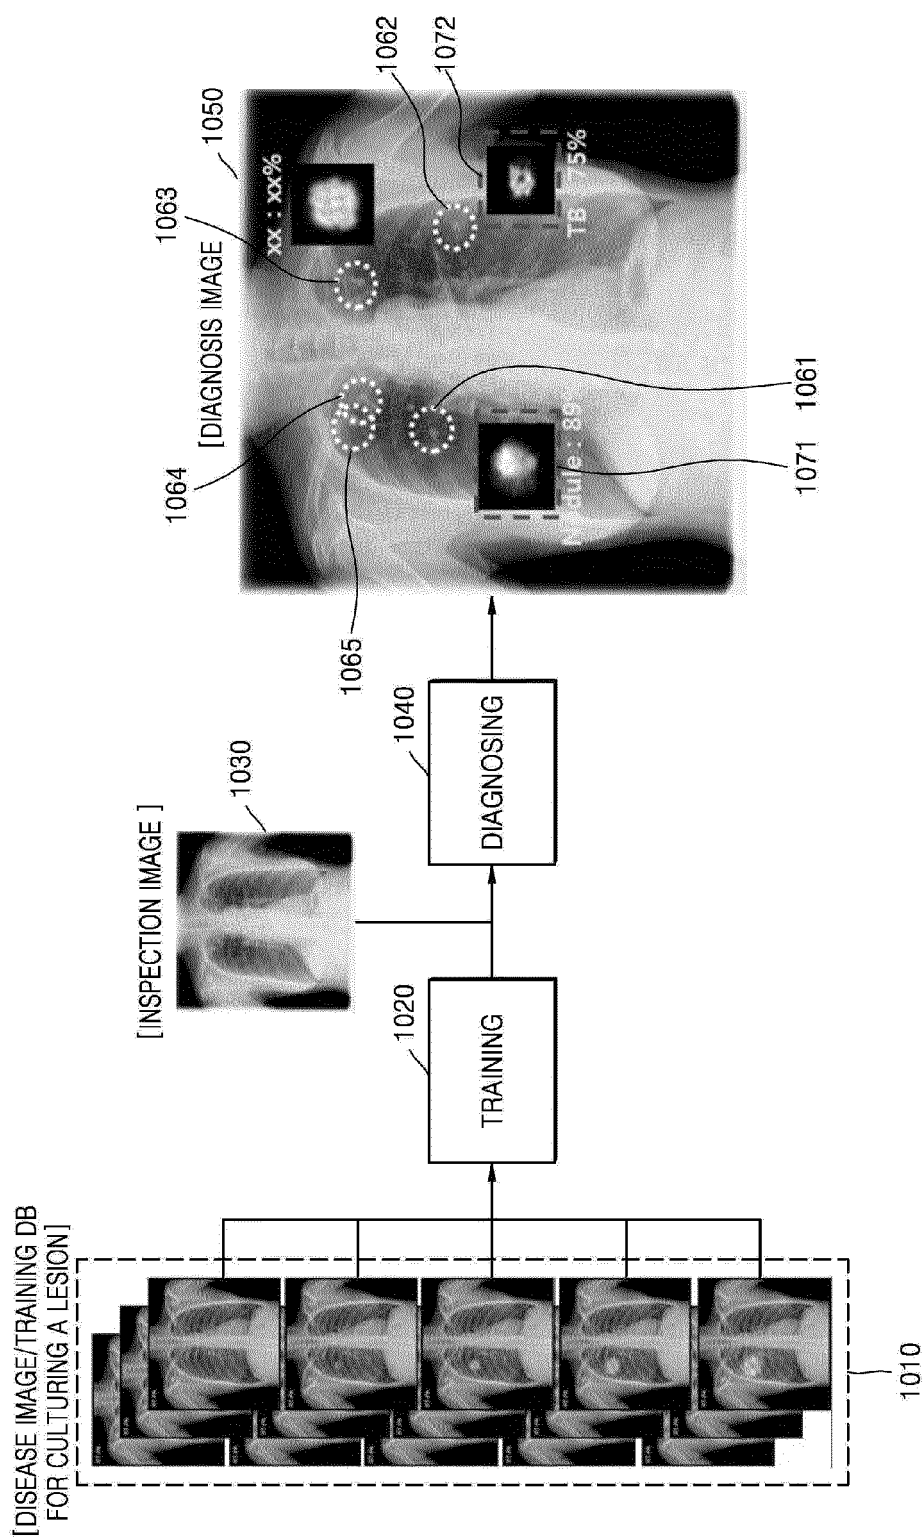 [DISEASE IMAGE/TRAINING DB
FOR CULTURING A LESION]
1010
TRAINING
1020
[INSPECTION IMAGE ]
1030
DIAGNOSING
1040
[DIAGNOSIS IMAGE]
1050
1063
1062
1072
1064
1065
1061
1071
xx : xx%
TB 75%
: 89